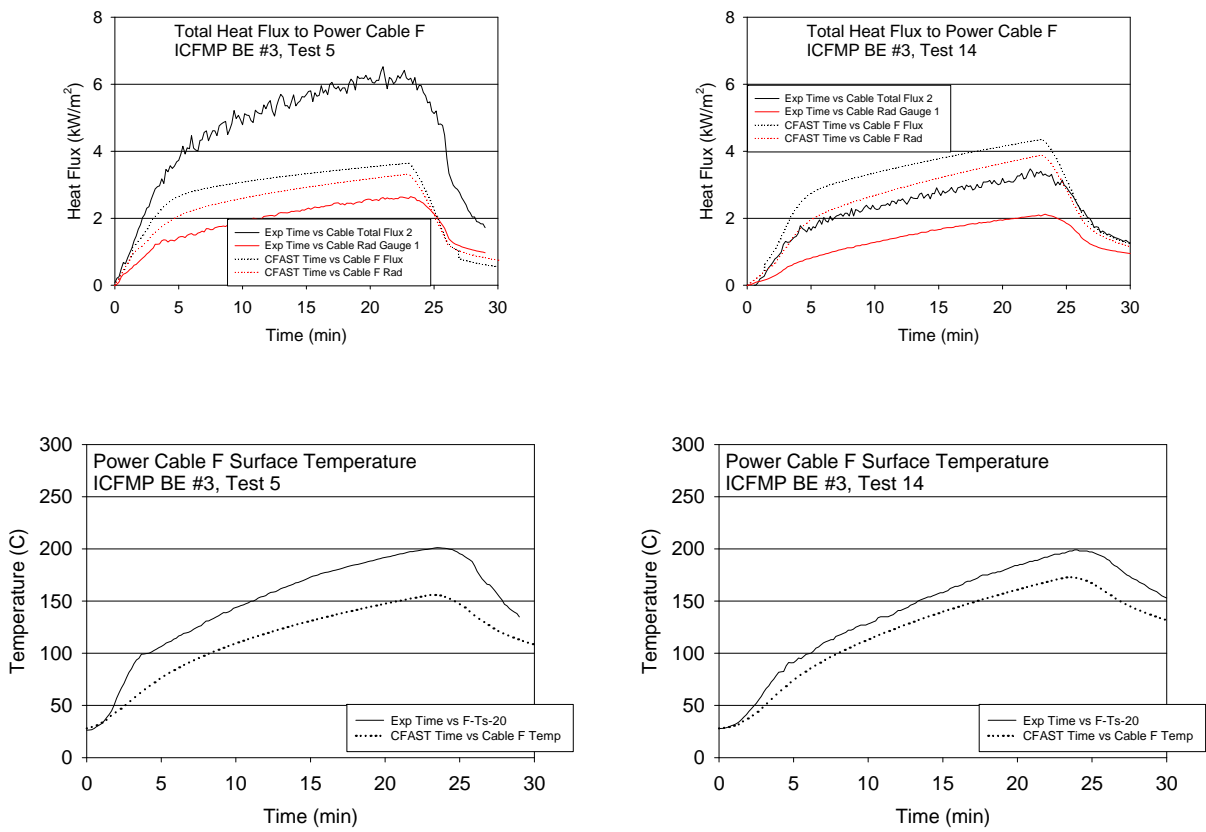 Total Heat Flux to Power Cable F
ICFMP BE #3, Test 5
Heat Flux (kW/m²)
8
6
4
2
0
Exp Time vs Cable Total Flux 2
Exp Time vs Cable Rad Gauge 1
CFAST Time vs Cable F Flux
CFAST Time vs Cable F Rad
0 5 10 15 20 25 30
Time (min)
Total Heat Flux to Power Cable F
ICFMP BE #3, Test 14
Heat Flux (kW/m²)
8
6
4
2
0
Exp Time vs Cable Total Flux 2
Exp Time vs Cable Rad Gauge 1
CFAST Time vs Cable F Flux
CFAST Time vs Cable F Rad
0 5 10 15 20 25 30
Time (min)
Power Cable F Surface Temperature
ICFMP BE #3, Test 5
Temperature (C)
300
250
200
150
100
50
0
Exp Time vs F-Ts-20
CFAST Time vs Cable F Temp
0 5 10 15 20 25 30
Time (min)
Power Cable F Surface Temperature
ICFMP BE #3, Test 14
Temperature (C)
300
250
200
150
100
50
0
Exp Time vs F-Ts-20
CFAST Time vs Cable F Temp
0 5 10 15 20 25 30
Time (min)